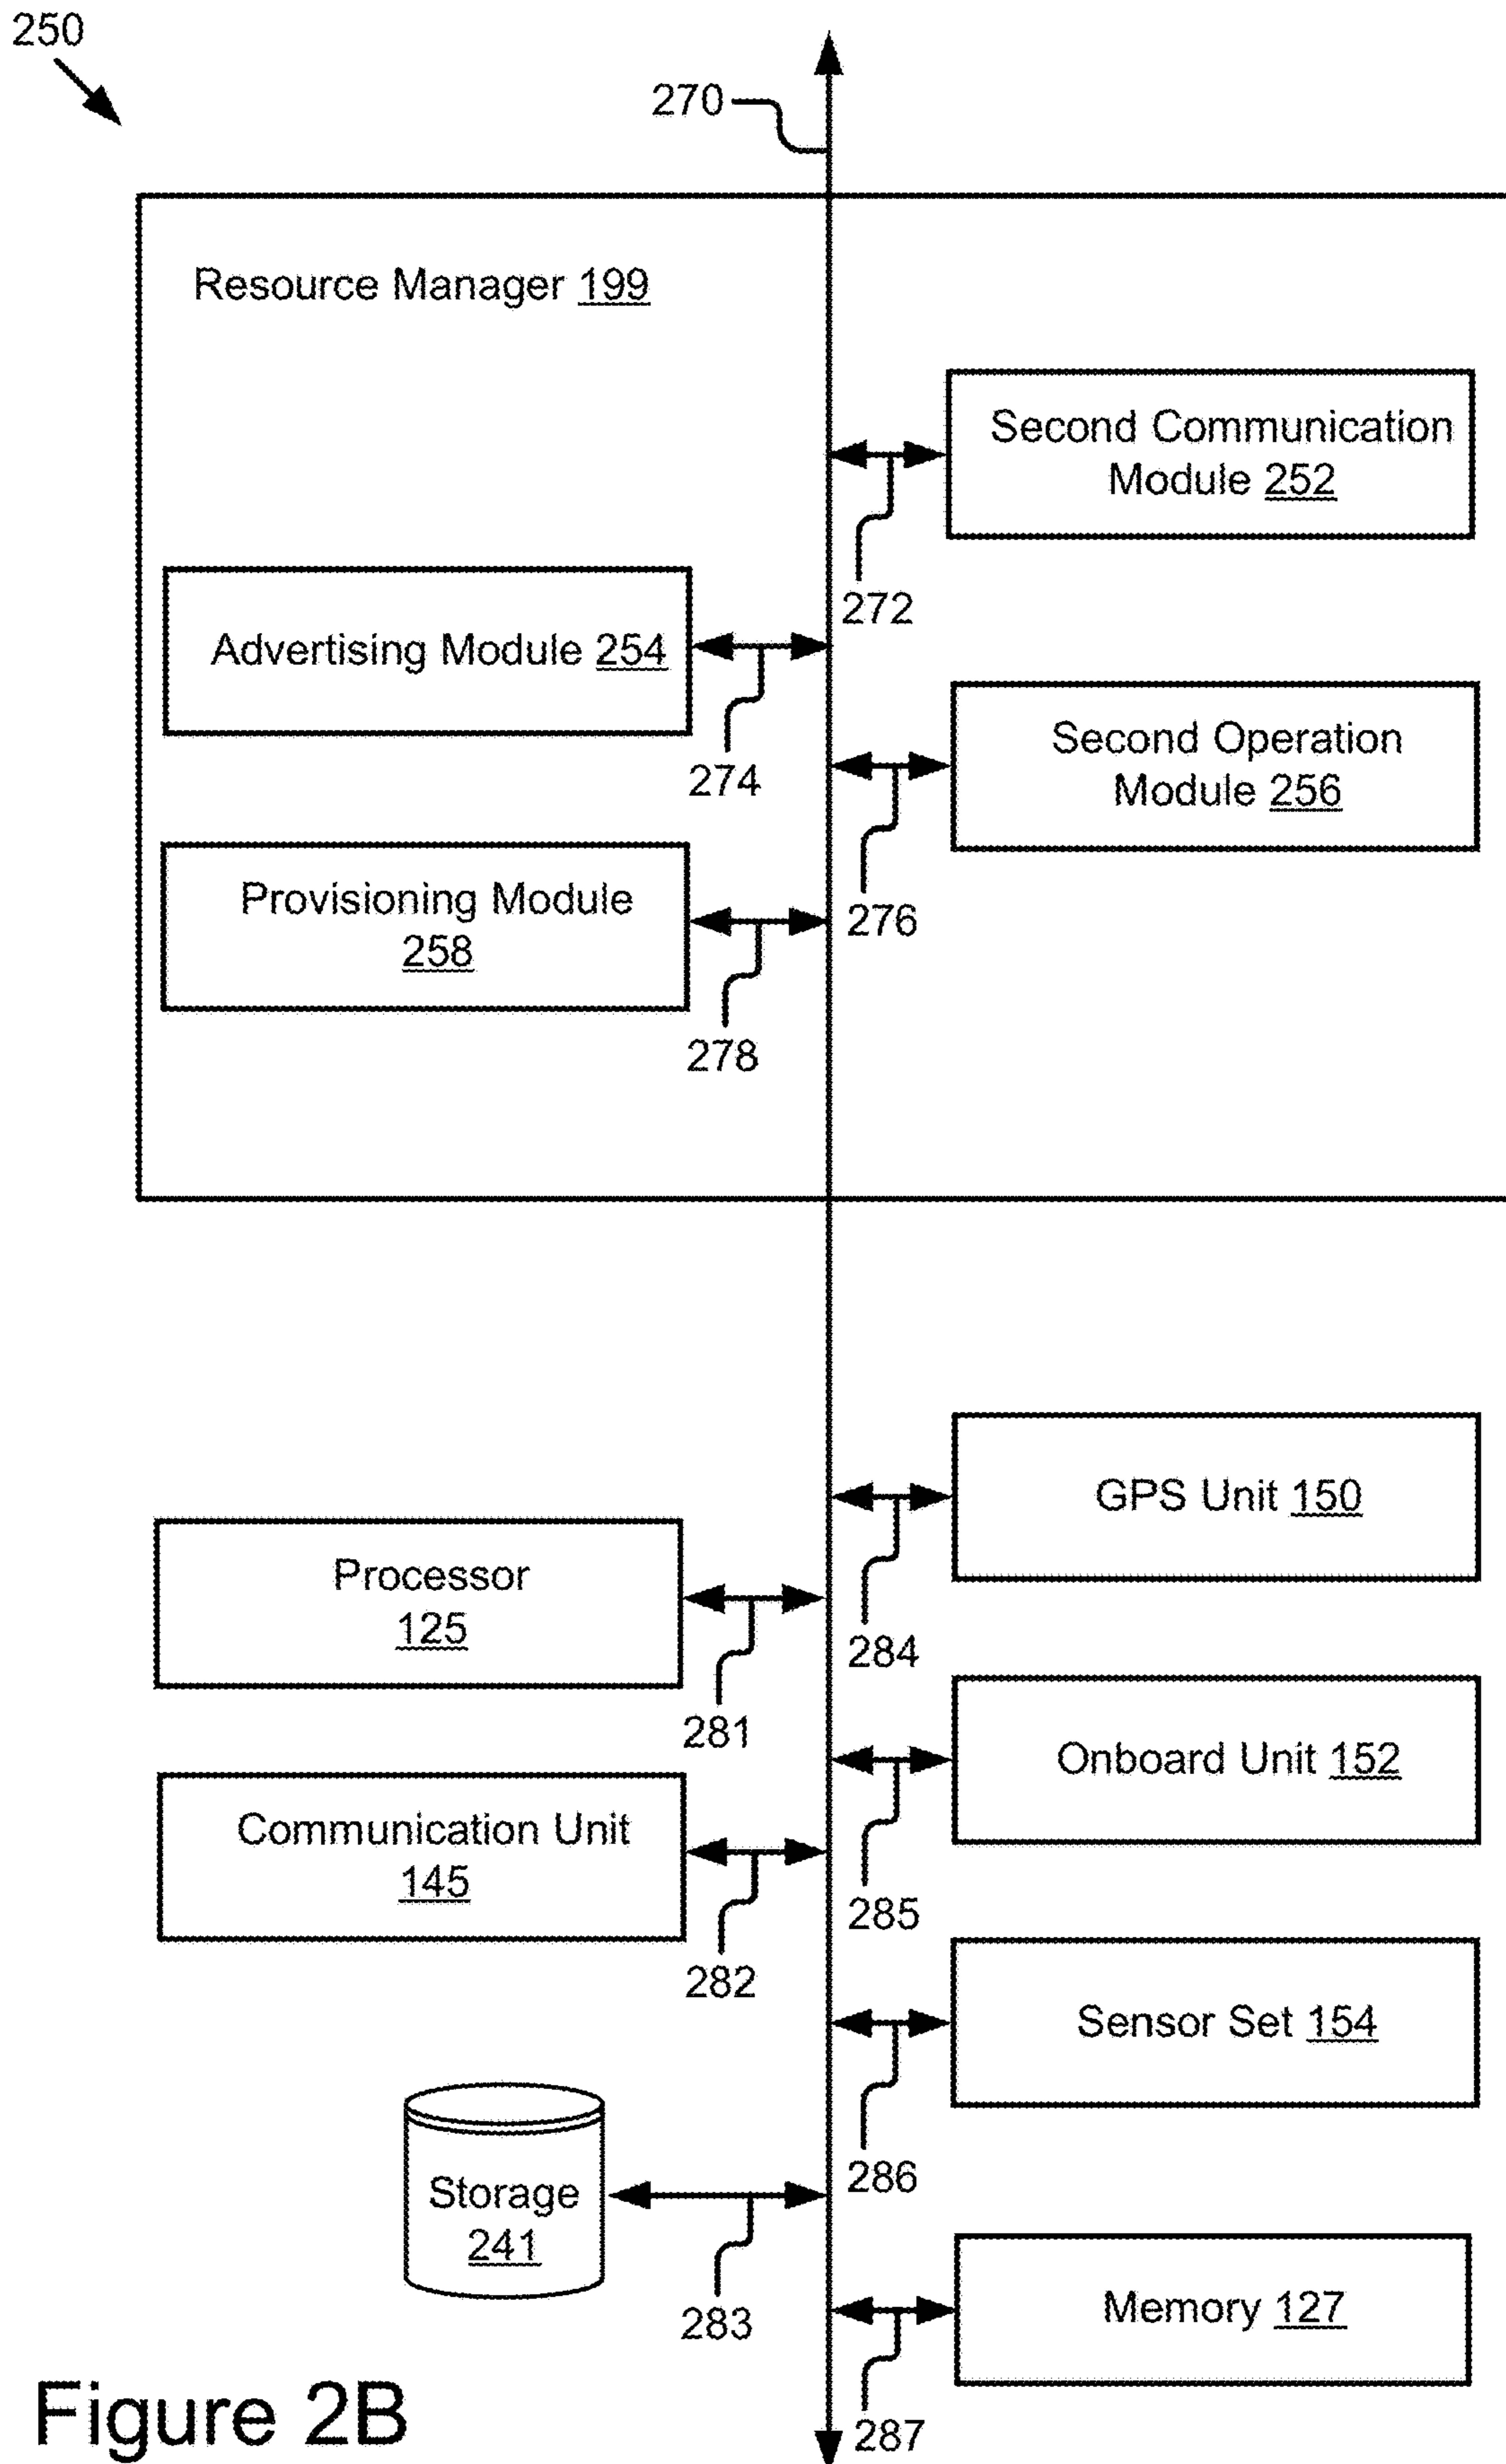 250
270
Resource Manager 199
Second Communication
Module 252
272
Advertising Module 254
274
Second Operation
Module 256
276
Provisioning Module
258
278
GPS Unit 150
284
Processor
125
281
Onboard Unit 152
285
Communication Unit
145
282
Sensor Set 154
286
Storage
241
283
Memory 127
287
Figure 2B